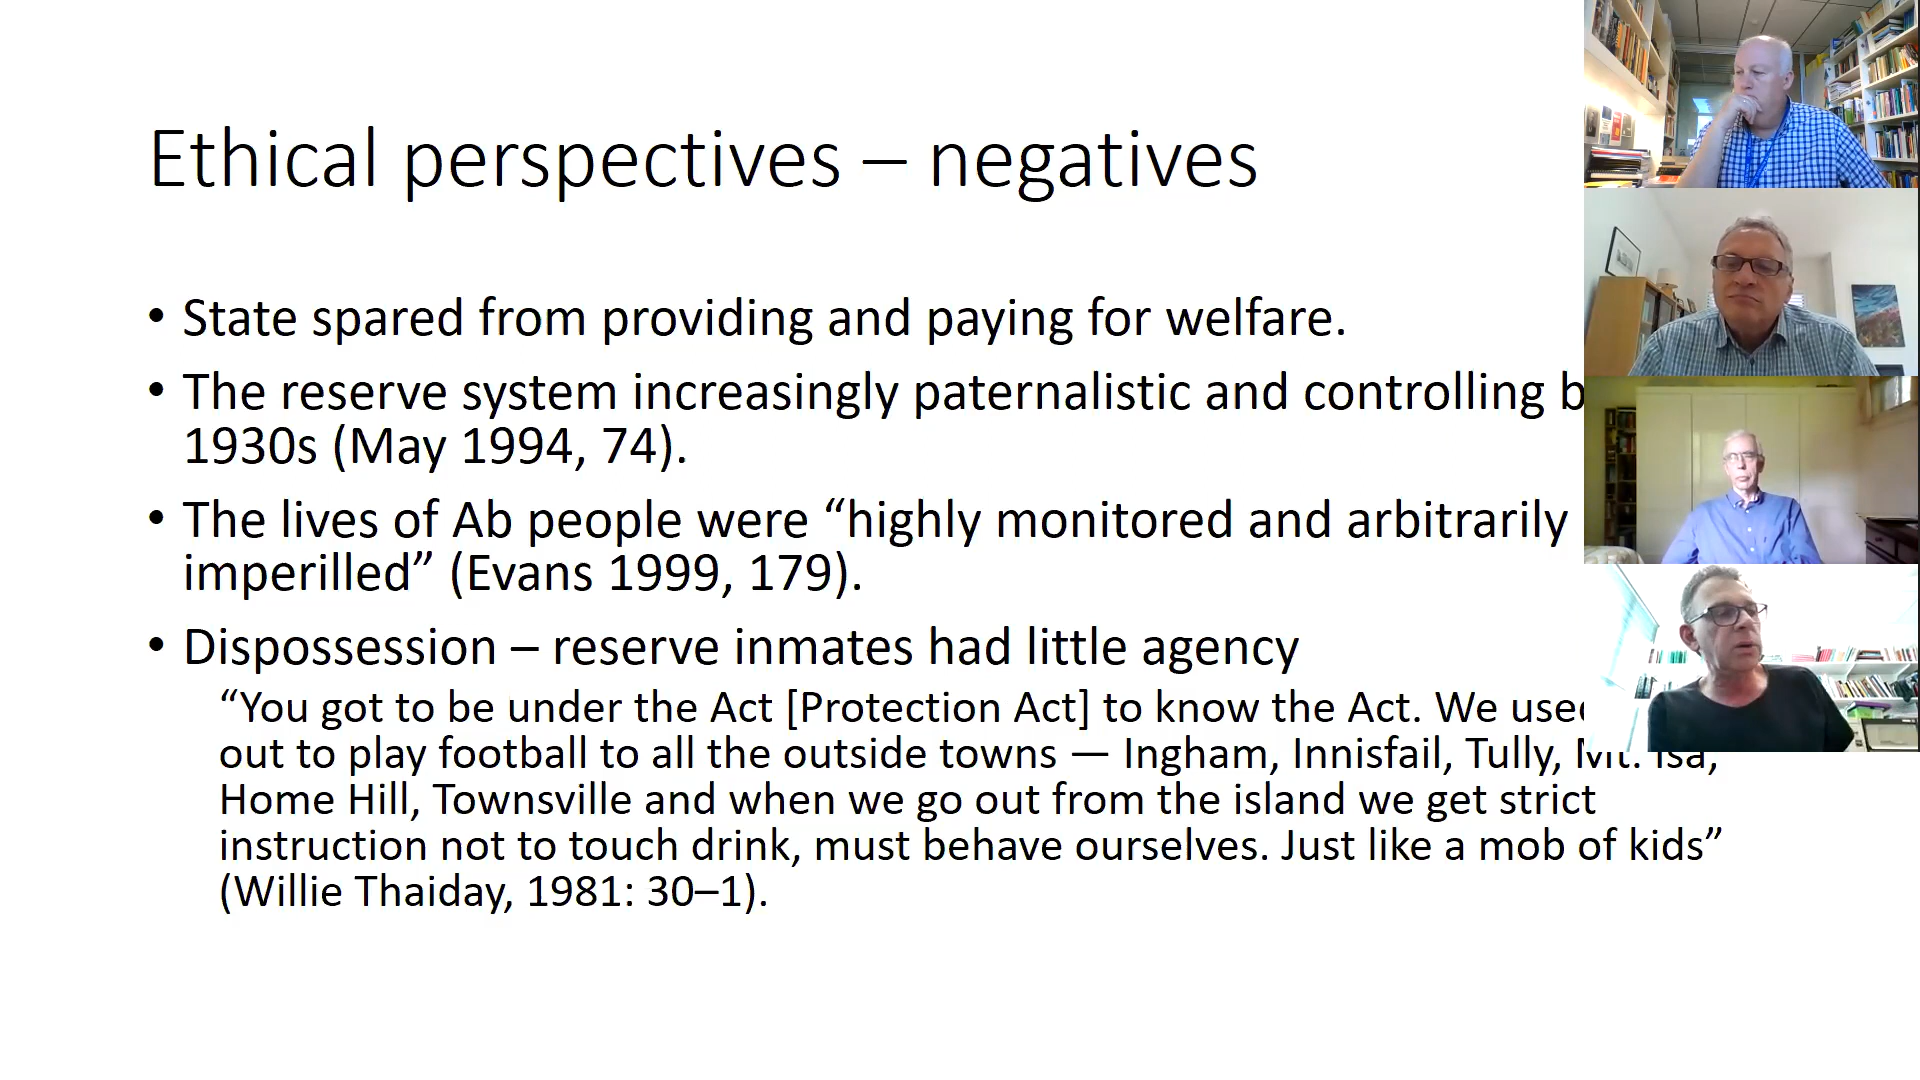 Ethical perspectives – negatives
• State spared from providing and paying for welfare.
• The reserve system increasingly paternalistic and controlling
1930s (May 1994, 74).
• The lives of Ab people were “highly monitored and arbitrarily
imperilled” (Evans 1999, 179).
• Dispossession – reserve inmates had little agency
“You got to be under the Act [Protection Act] to know the Act. We
out to play football to all the outside towns — Ingham, Innisfail, Tully, Mt. Isa,
Home Hill, Townsville and when we go out from the island we get strict
instruction not to touch drink, must behave ourselves. Just like a mob of kids”
(Willie Thaiday, 1981: 30–1).